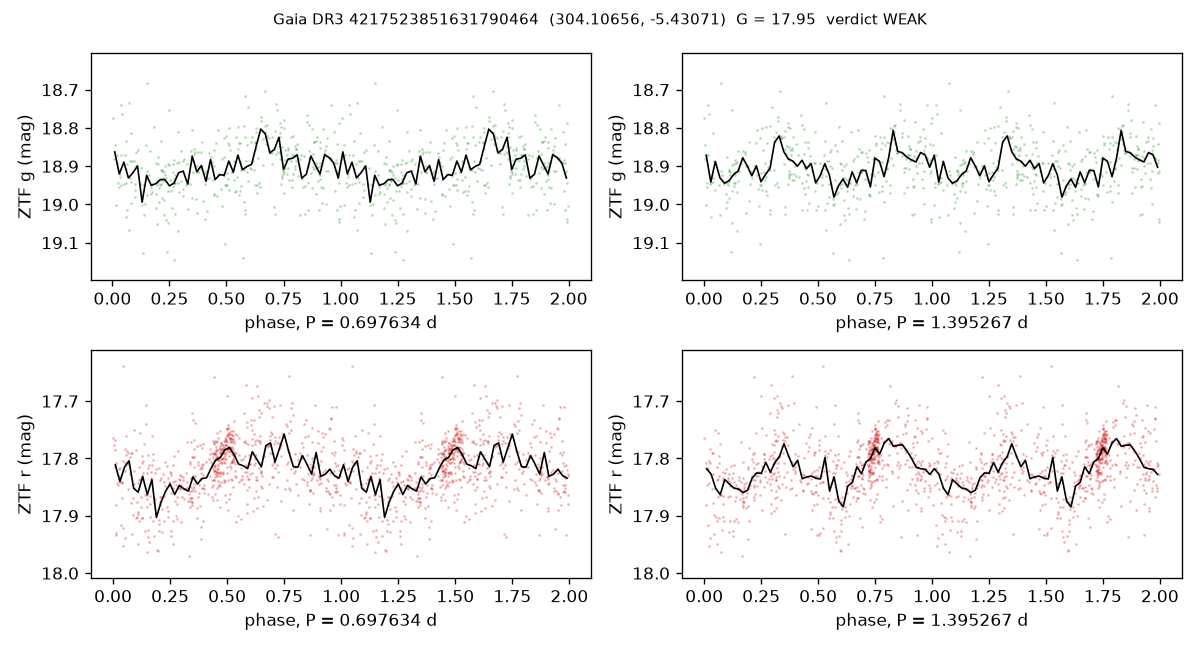 Gaia DR3 4217523851631790464  (304.10656, -5.43071)  G = 17.95  verdict WEAK
ZTF g (mag)
18.7
18.8
18.9
19.0
19.1
0.00 0.25 0.50 0.75 1.00 1.25 1.50 1.75 2.00
phase, P = 0.697634 d
ZTF g (mag)
18.7
18.8
18.9
19.0
19.1
0.00 0.25 0.50 0.75 1.00 1.25 1.50 1.75 2.00
phase, P = 1.395267 d
ZTF r (mag)
17.7
17.8
17.9
18.0
0.00 0.25 0.50 0.75 1.00 1.25 1.50 1.75 2.00
phase, P = 0.697634 d
ZTF r (mag)
17.7
17.8
17.9
18.0
0.00 0.25 0.50 0.75 1.00 1.25 1.50 1.75 2.00
phase, P = 1.395267 d